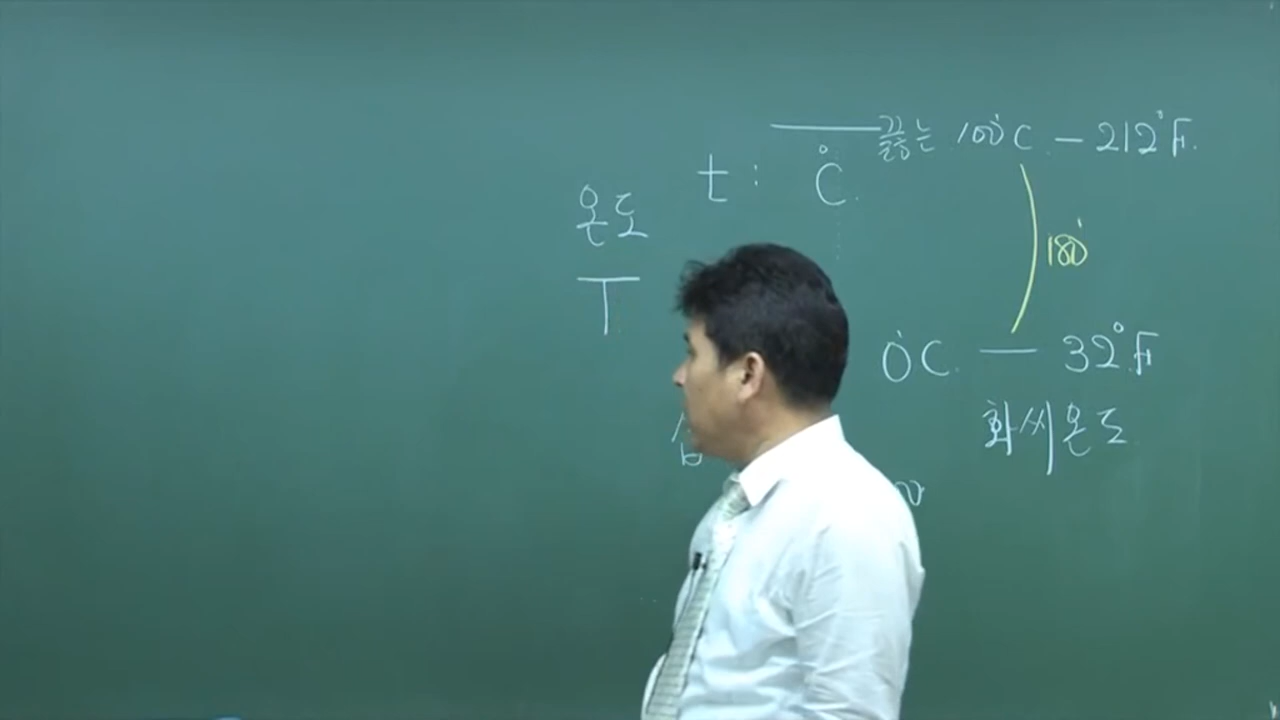 끓는 100°C — 212°F.
t : °C.
온도
T
180°
0°C. — 32°F.
화씨온도